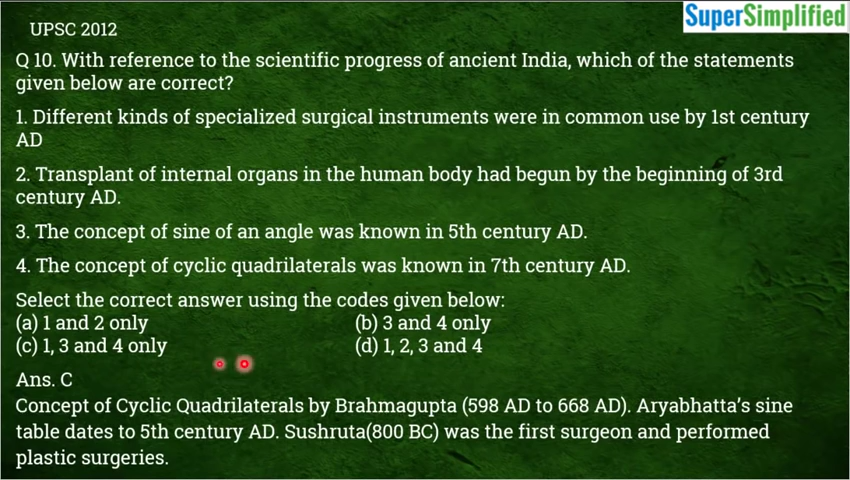 SuperSimplified
UPSC 2012
Q 10. With reference to the scientific progress of ancient India, which of the statements
given below are correct?
1. Different kinds of specialized surgical instruments were in common use by 1st century
AD
2. Transplant of internal organs in the human body had begun by the beginning of 3rd
century AD.
3. The concept of sine of an angle was known in 5th century AD.
4. The concept of cyclic quadrilaterals was known in 7th century AD.
Select the correct answer using the codes given below:
(a) 1 and 2 only (b) 3 and 4 only
(c) 1, 3 and 4 only (d) 1, 2, 3 and 4
Ans. C
Concept of Cyclic Quadrilaterals by Brahmagupta (598 AD to 668 AD). Aryabhatta's sine
table dates to 5th century AD. Sushruta(800 BC) was the first surgeon and performed
plastic surgeries.